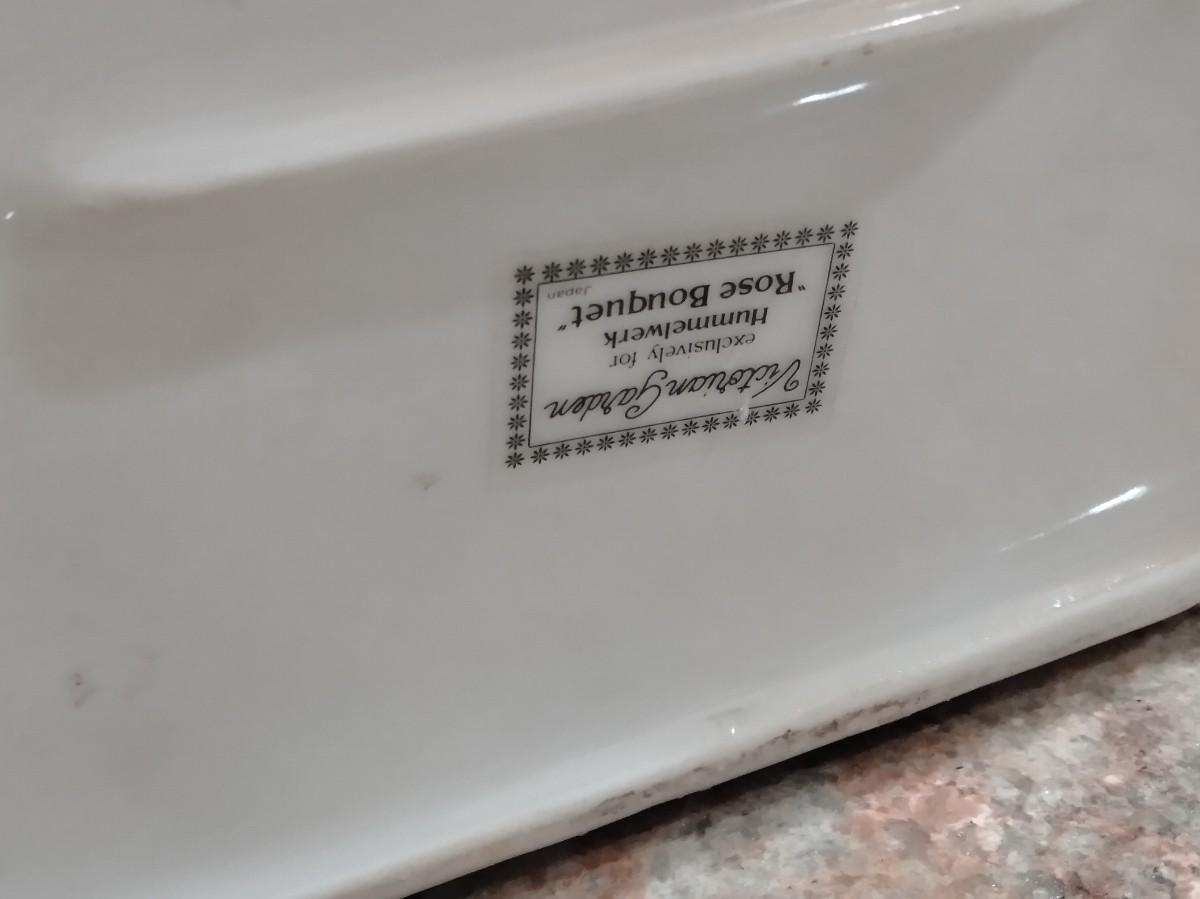 Victorian Garden
exclusively for
Hummelwerk
"Rose Bouquet"
Japan